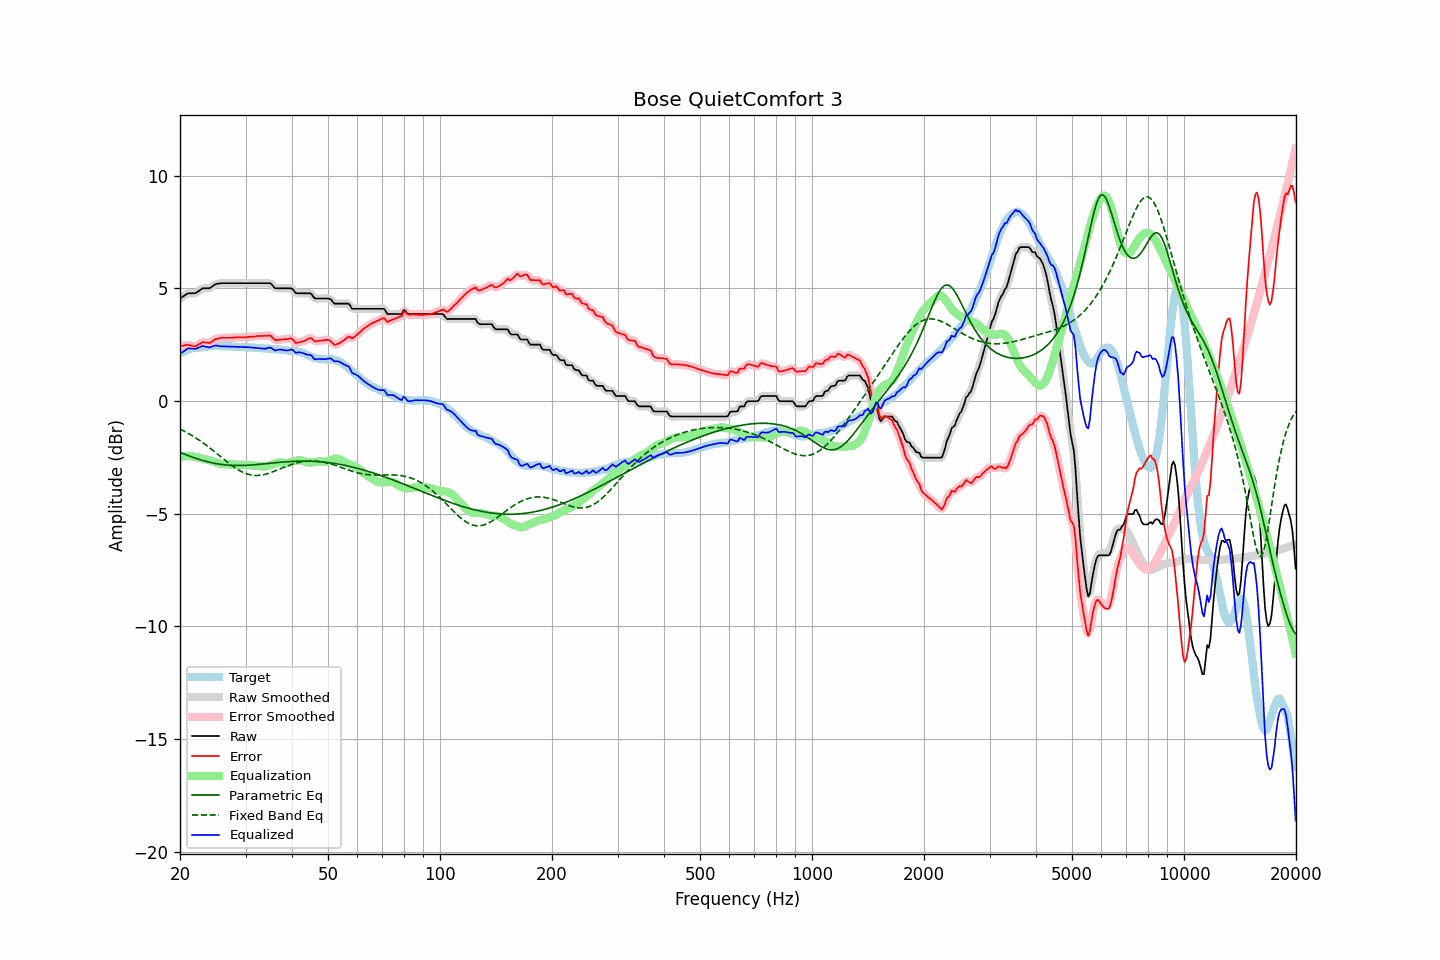 Bose QuietComfort 3
Amplitude (dBr)
10
5
0
−5
−10
−15
−20
Target
Raw Smoothed
Error Smoothed
Raw
Error
Equalization
Parametric Eq
Fixed Band Eq
Equalized
20 50 100 200 500 1000 2000 5000 10000 20000
Frequency (Hz)